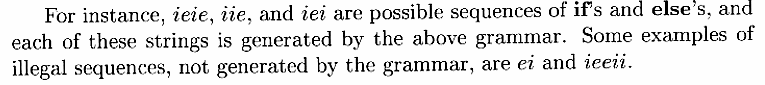 For instance, ieie, iie, and iei are possible sequences of if's and else's, and
each of these strings is generated by the above grammar. Some examples of
illegal sequences, not generated by the grammar, are ei and ieeii.